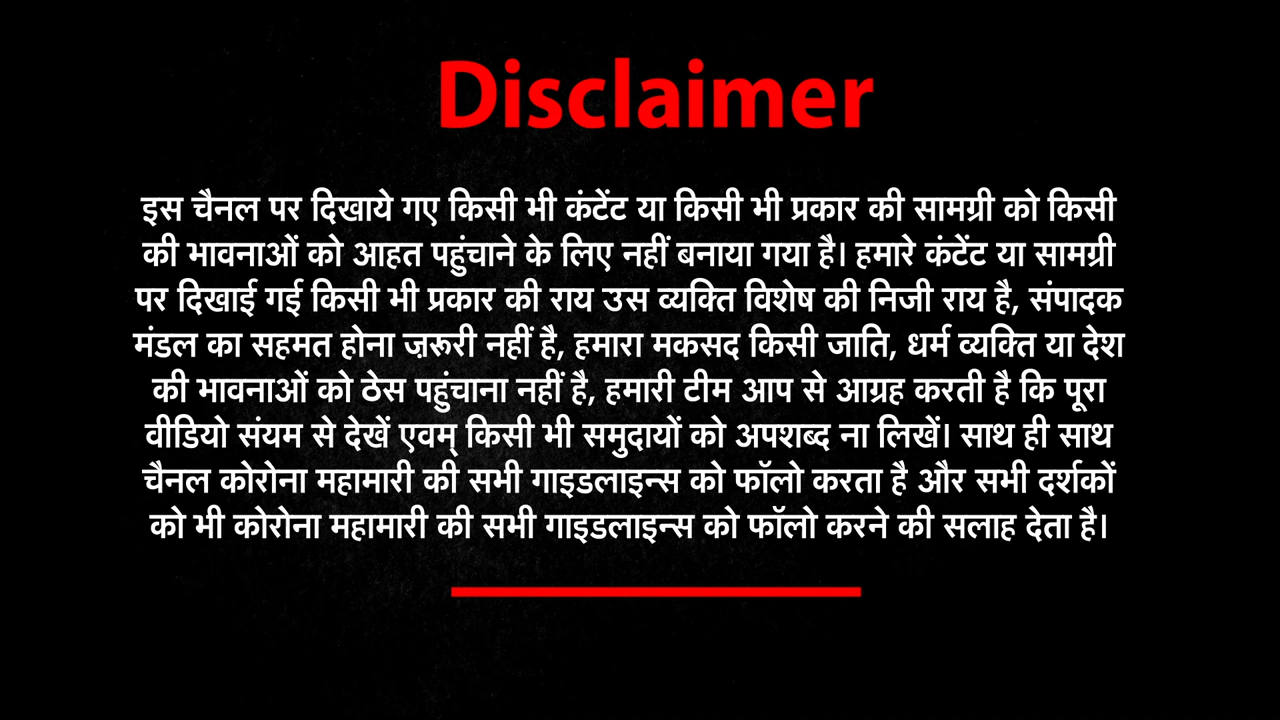 Disclaimer
इस चैनल पर दिखाये गए किसी भी कंटेंट या किसी भी प्रकार की सामग्री को किसी
की भावनाओं को आहत पहुंचाने के लिए नहीं बनाया गया है। हमारे कंटेंट या सामग्री
पर दिखाई गई किसी भी प्रकार की राय उस व्यक्ति विशेष की निजी राय है, संपादक
मंडल का सहमत होना ज़रूरी नहीं है, हमारा मकसद किसी जाति, धर्म व्यक्ति या देश
की भावनाओं को ठेस पहुंचाना नहीं है, हमारी टीम आप से आग्रह करती है कि पूरा
वीडियो संयम से देखें एवम् किसी भी समुदायों को अपशब्द ना लिखें। साथ ही साथ
चैनल कोरोना महामारी की सभी गाइडलाइन्स को फॉलो करता है और सभी दर्शकों
को भी कोरोना महामारी की सभी गाइडलाइन्स को फॉलो करने की सलाह देता है।